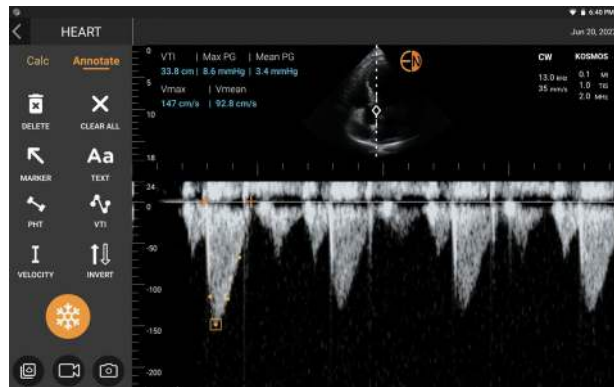 6:40 PM
HEART
Calc
Annotate
DELETE
CLEAR ALL
MARKER
Aa
TEXT
PHT
VTI
VELOCITY
INVERT
VTI | Max PG | Mean PG
33.8 cm | 8.6 mmHg | 3.4 mmHg
Vmax | Vmean
147 cm/s | 92.8 cm/s
0
5
10
18
N
CW
13.0 kHz
35 mm/s
KOSMOS
0.1 MI
1.0 TIS
2.0 MHz
24
0
-50
-100
-150
-200